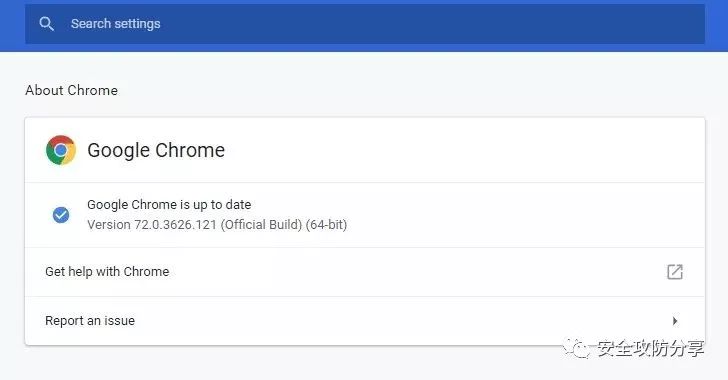 Search settings
About Chrome
Google Chrome
Google Chrome is up to date
Version 72.0.3626.121 (Official Build) (64-bit)
Get help with Chrome
Report an issue
安全攻防分享